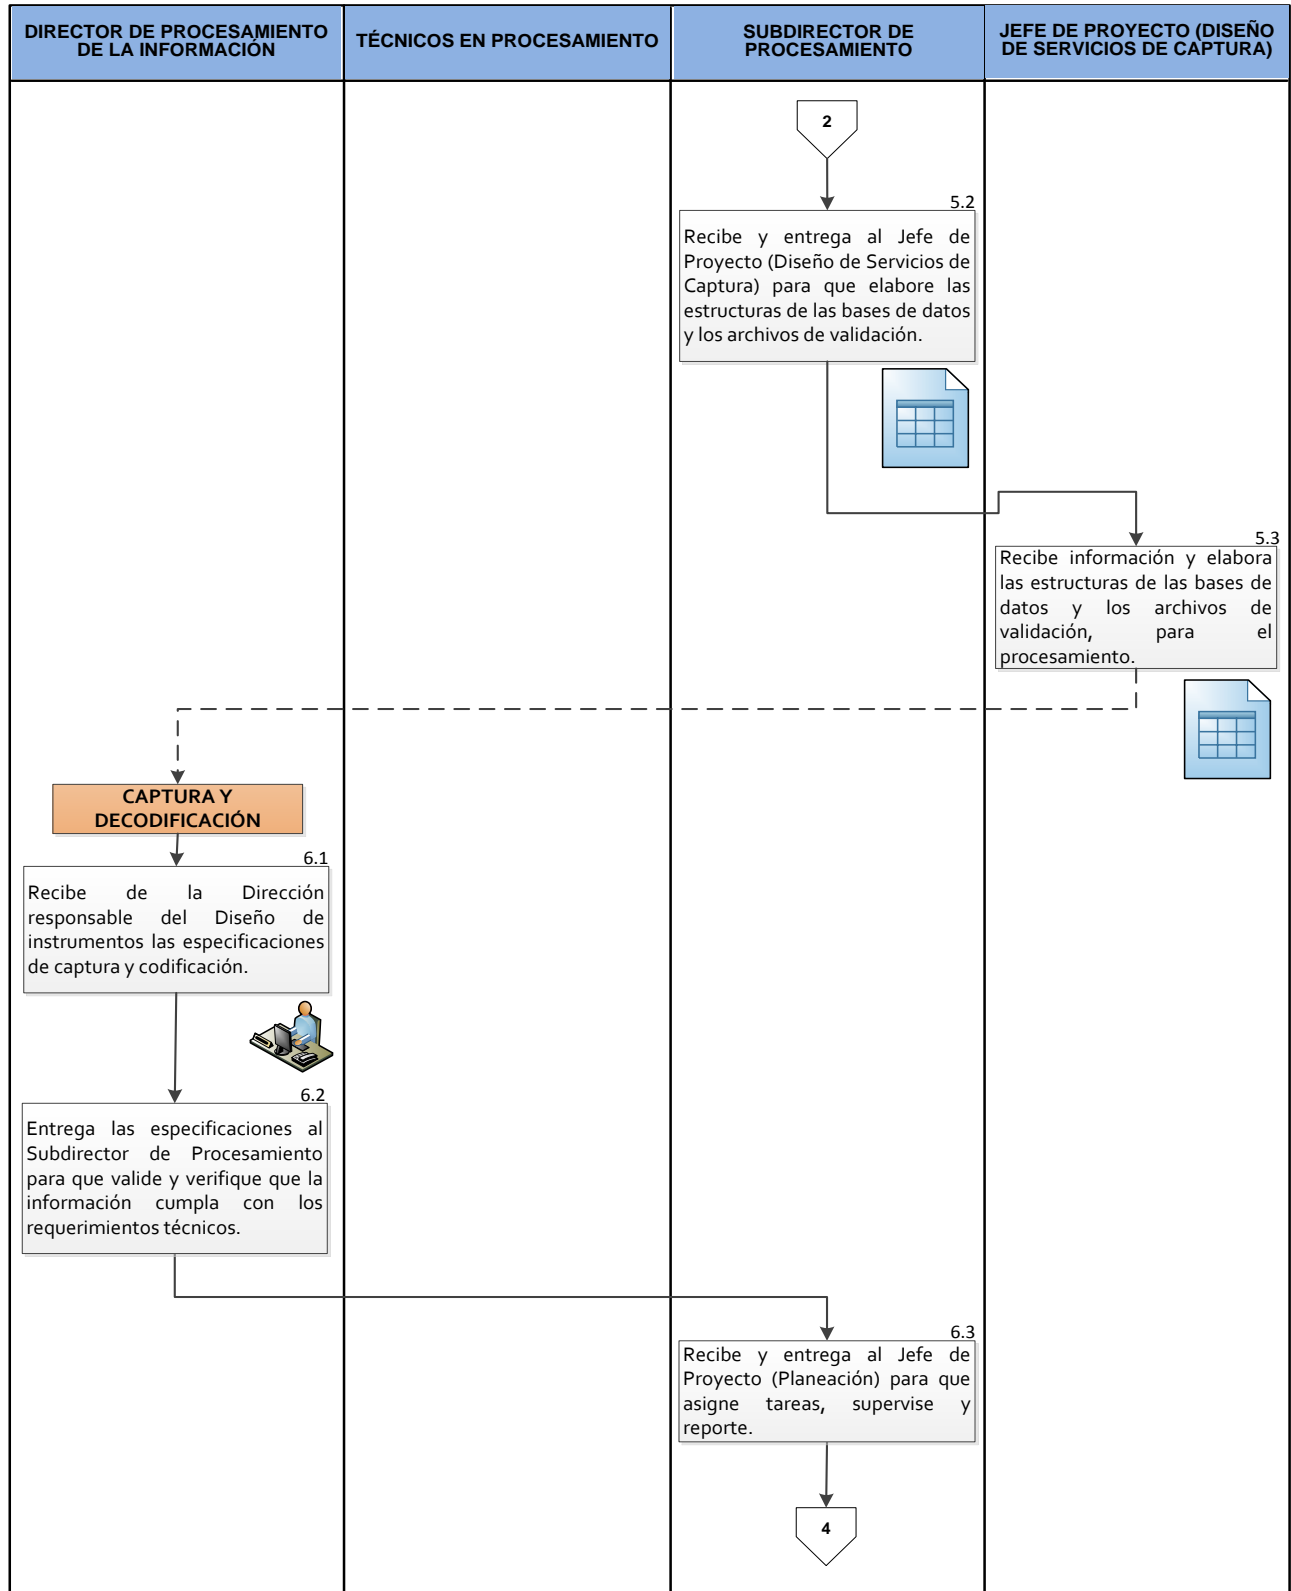 DIRECTOR DE PROCESAMIENTO
DE LA INFORMACIÓN
TÉCNICOS EN PROCESAMIENTO
SUBDIRECTOR DE
PROCESAMIENTO
JEFE DE PROYECTO (DISEÑO
DE SERVICIOS DE CAPTURA)
2
5.2
Recibe y entrega al Jefe de
Proyecto (Diseño de Servicios de
Captura) para que elabore las
estructuras de las bases de datos
y los archivos de validación.
5.3
Recibe información y elabora
las estructuras de las bases de
datos y los archivos de
validación, para el
procesamiento.
CAPTURA Y
DECODIFICACIÓN
6.1
Recibe de la Dirección
responsable del Diseño de
instrumentos las especificaciones
de captura y codificación.
6.2
Entrega las especificaciones al
Subdirector de Procesamiento
para que valide y verifique que la
información cumpla con los
requerimientos técnicos.
6.3
Recibe y entrega al Jefe de
Proyecto (Planeación) para que
asigne tareas, supervise y
reporte.
4